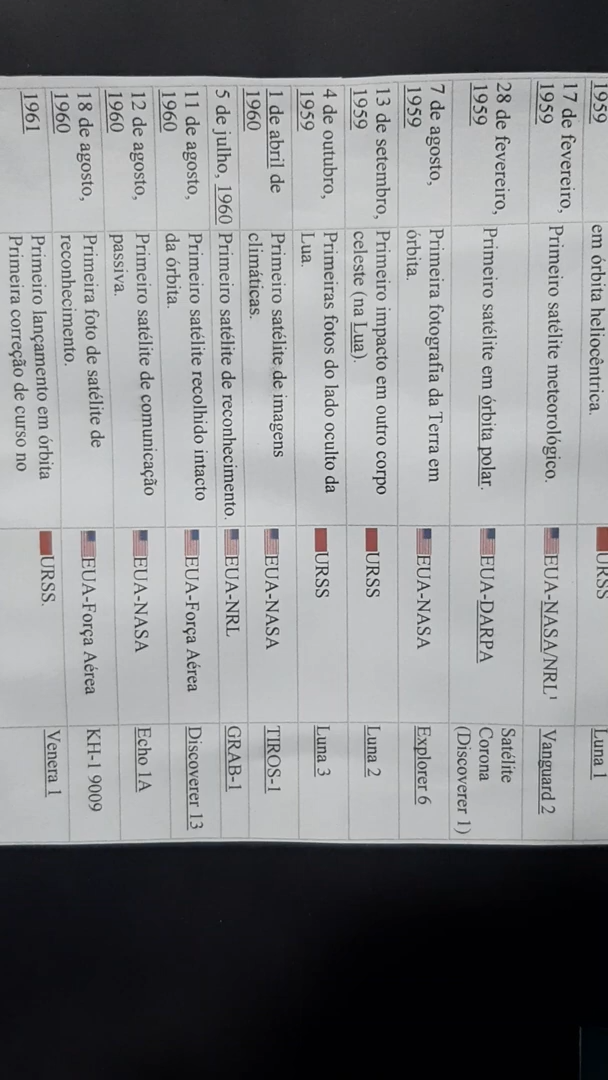 1959 em órbita heliocêntrica. URSS Luna 1
17 de fevereiro, Primeiro satélite meteorológico. EUA-NASA/NRL¹ Vanguard 2
1959
28 de fevereiro, Primeiro satélite em órbita polar. EUA-DARPA Satélite
1959 Corona
(Discoverer 1)
7 de agosto, Primeira fotografia da Terra em EUA-NASA Explorer 6
1959 órbita.
13 de setembro, Primeiro impacto em outro corpo URSS Luna 2
1959 celeste (na Lua).
4 de outubro, Primeiras fotos do lado oculto da URSS Luna 3
1959 Lua.
1 de abril de Primeiro satélite de imagens EUA-NASA TIROS-1
1960 climáticas.
5 de julho, 1960 Primeiro satélite de reconhecimento. EUA-NRL GRAB-1
11 de agosto, Primeiro satélite recolhido intacto EUA-Força Aérea Discoverer 13
1960 da órbita.
12 de agosto, Primeiro satélite de comunicação EUA-NASA Echo 1A
1960 passiva.
18 de agosto, Primeira foto de satélite de EUA-Força Aérea KH-1 9009
1960 reconhecimento.
1961 Primeiro lançamento em órbita URSS. Venera 1
Primeira correção de curso no